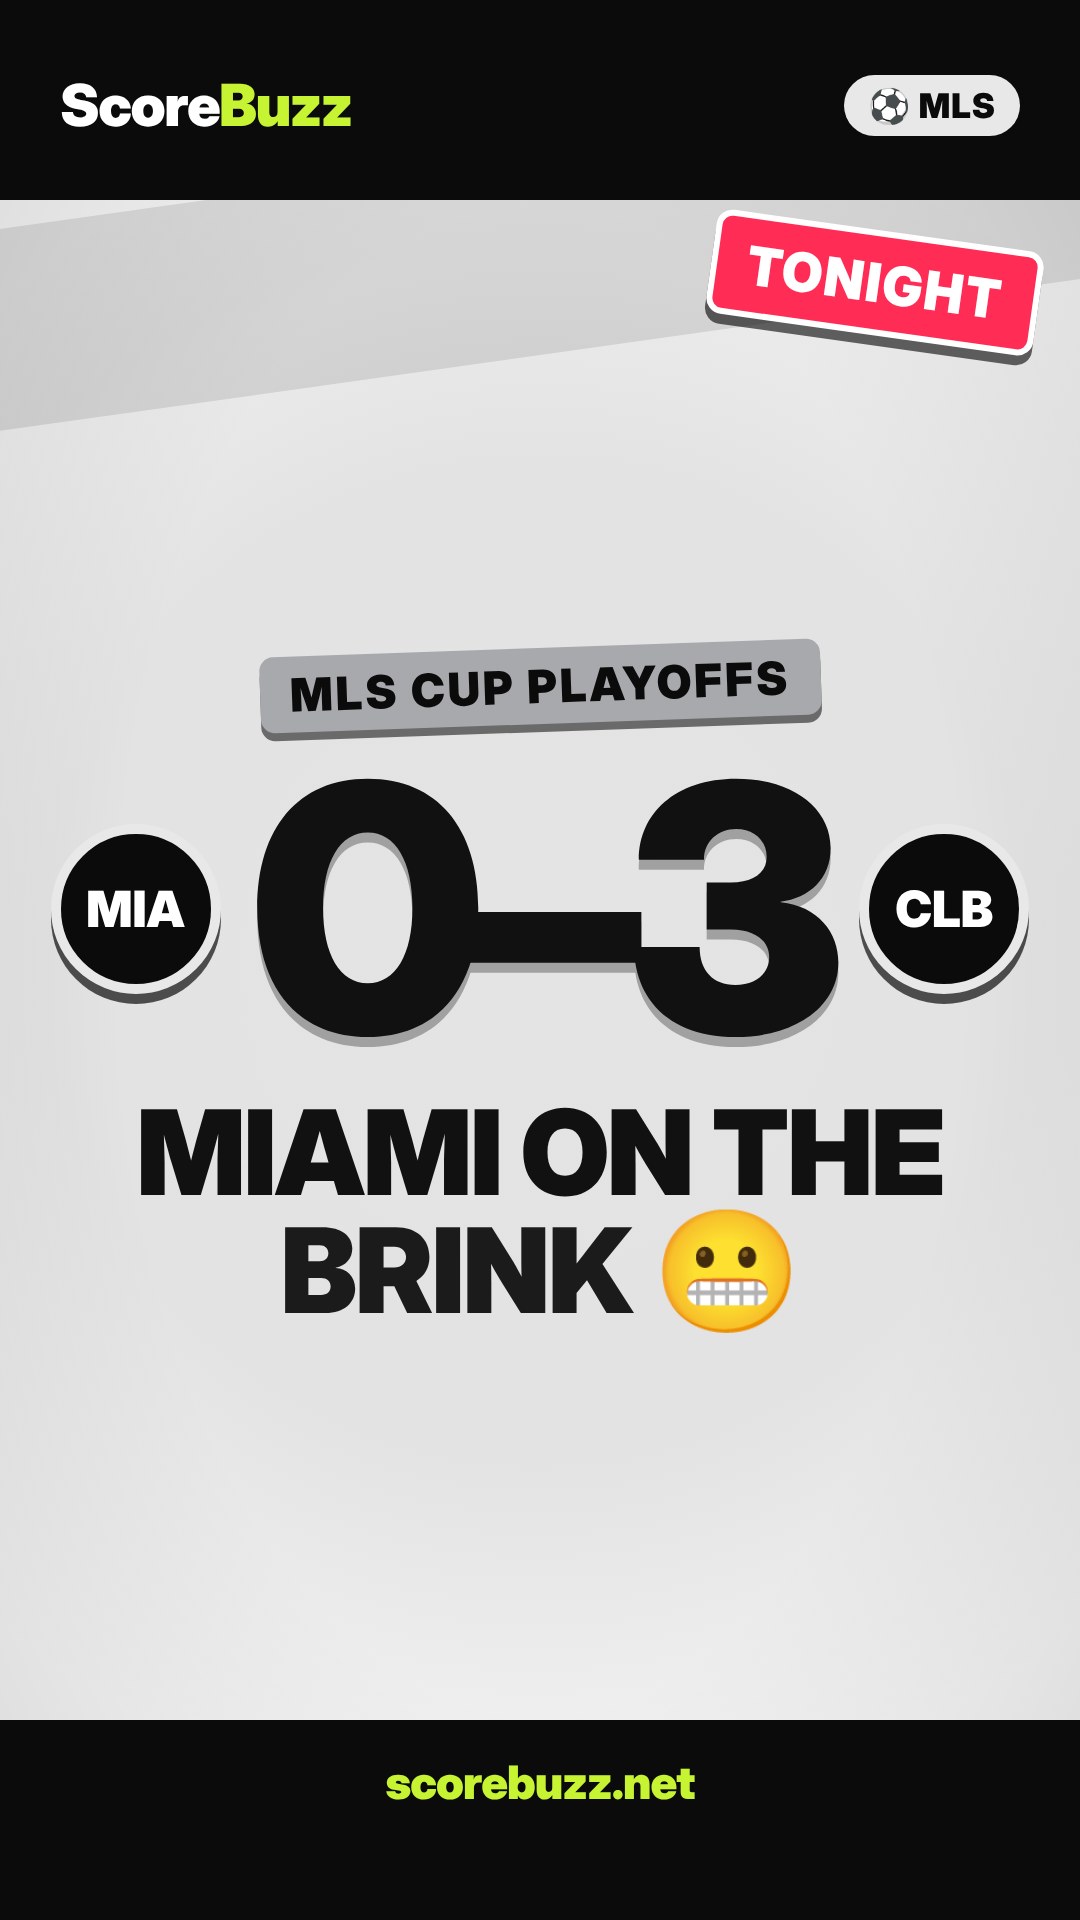 ScoreBuzz
⚽ MLS
TONIGHT
MLS CUP PLAYOFFS
MIA
0–3
CLB
MIAMI ON THE
BRINK 😬
scorebuzz.net